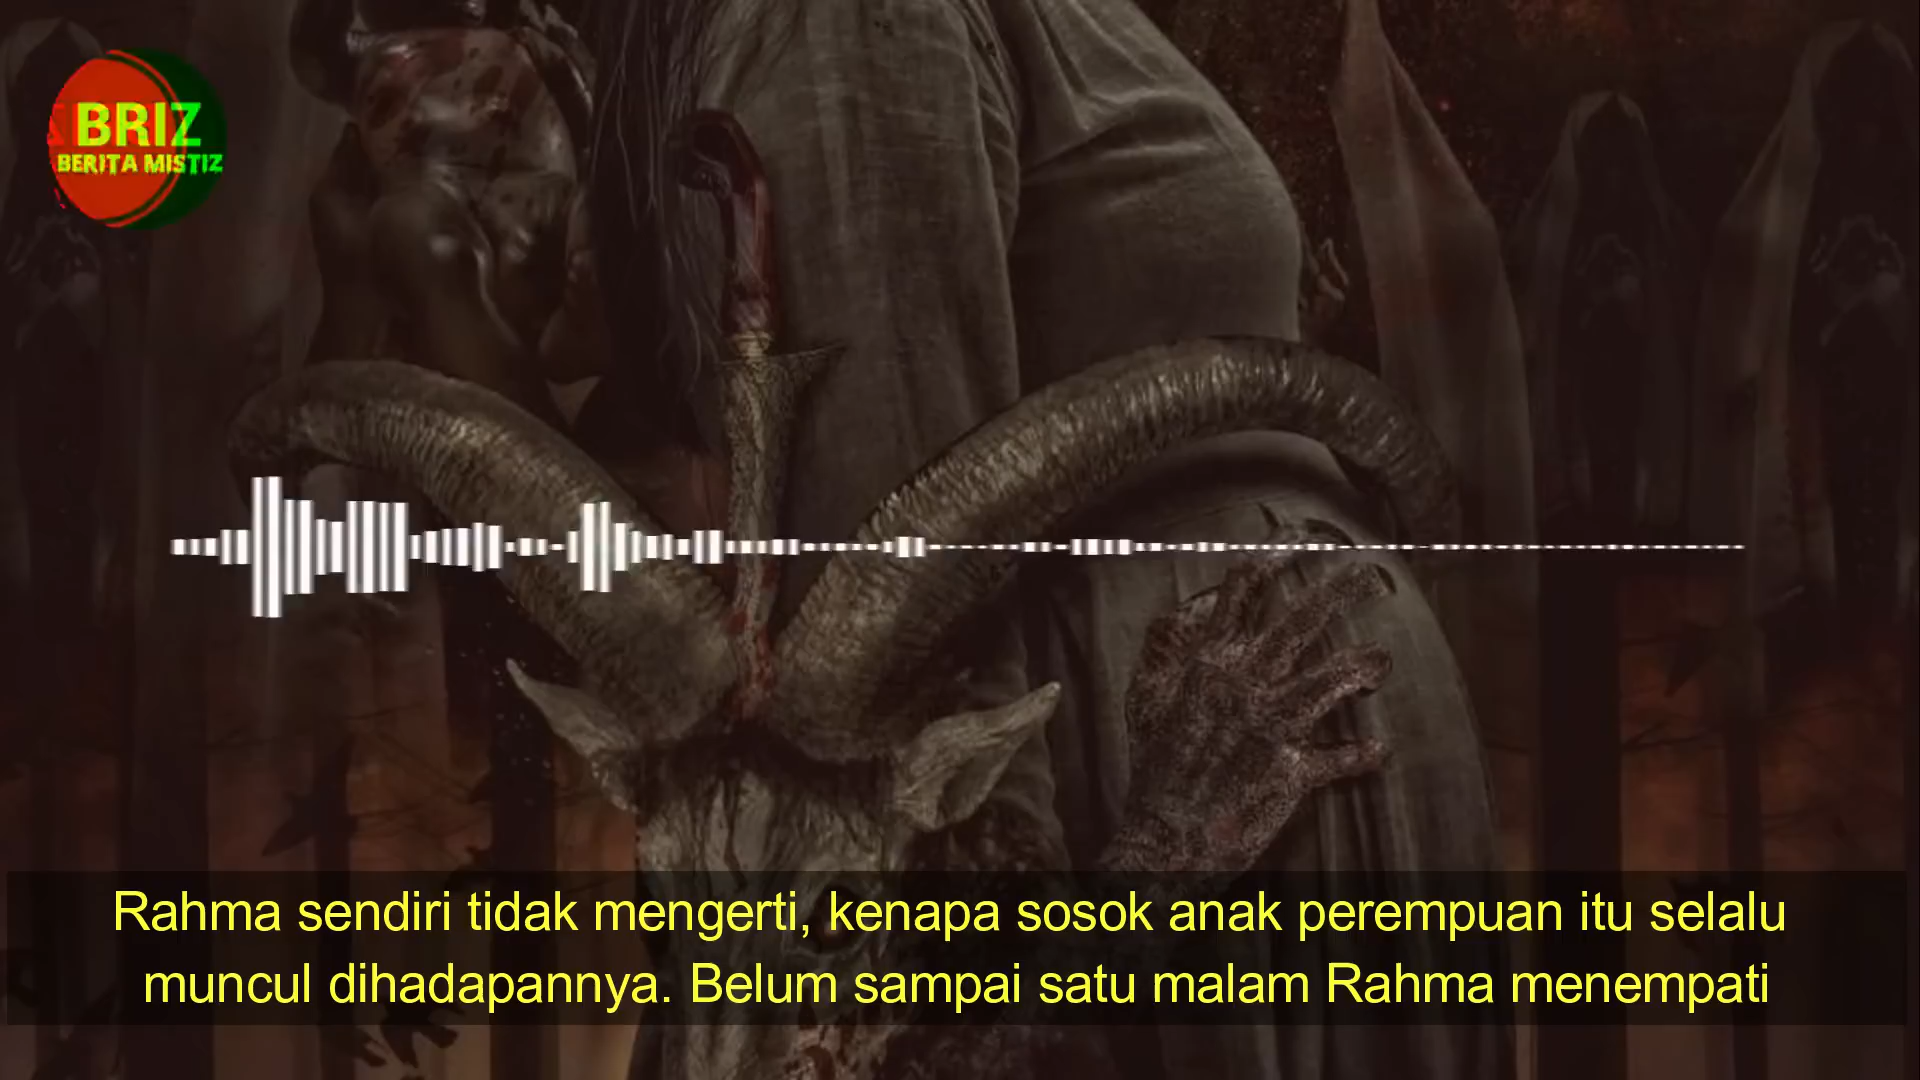 BRIZ
BERITA MISTIZ
Rahma sendiri tidak mengerti, kenapa sosok anak perempuan itu selalu
muncul dihadapannya. Belum sampai satu malam Rahma menempati